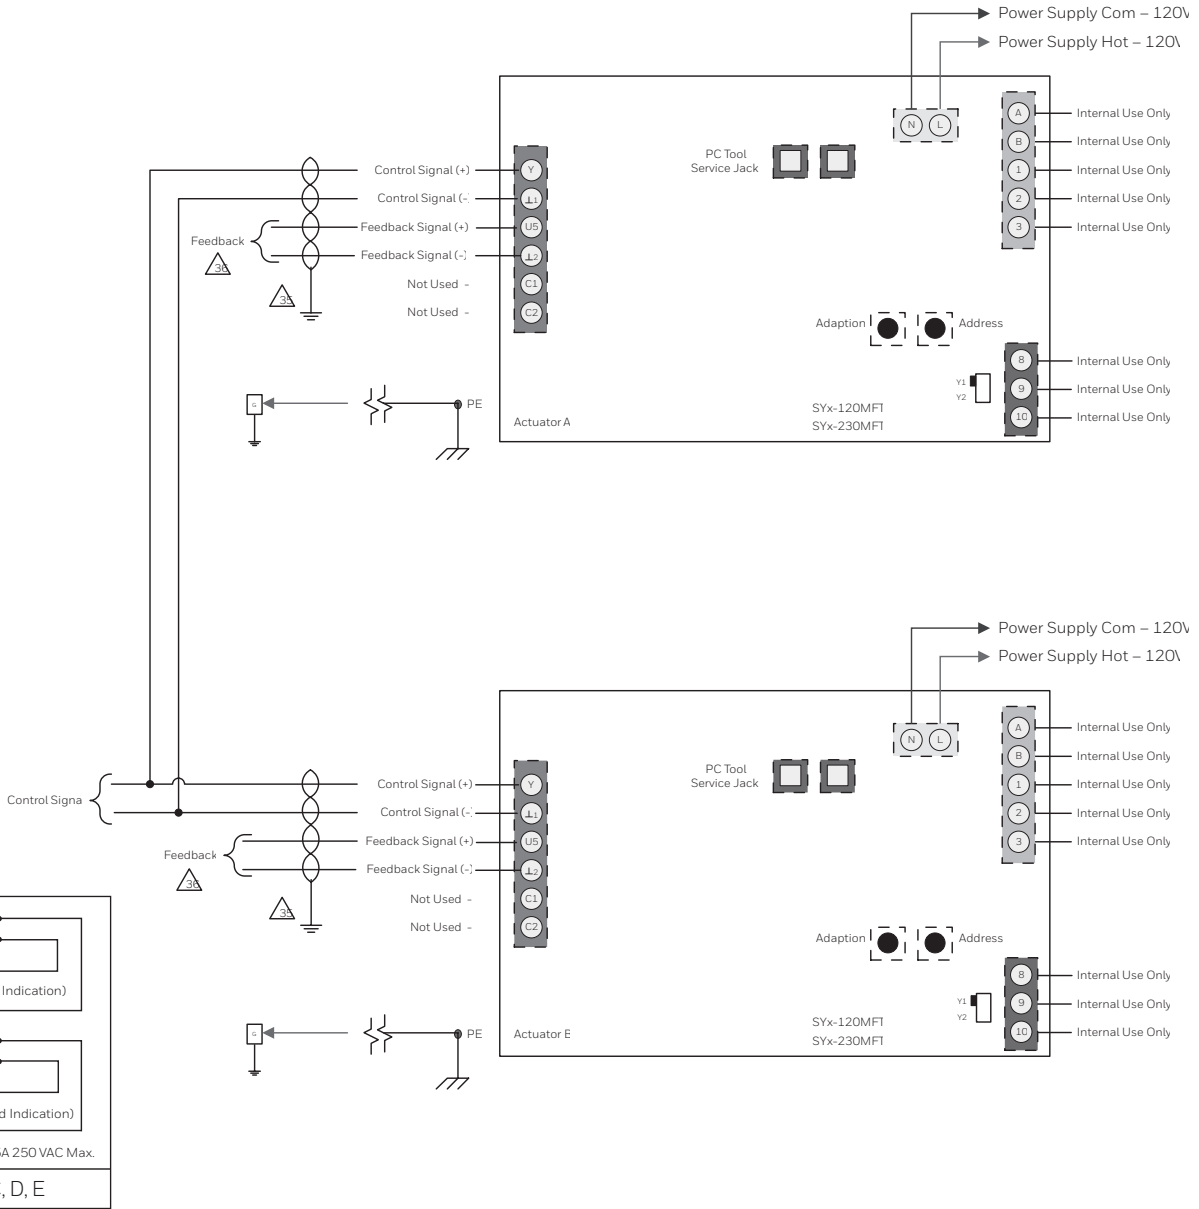 Power Supply Com – 120V
Power Supply Hot – 120
N
L
A
Internal Use Only
B
Internal Use Only
1
Internal Use Only
2
Internal Use Only
3
Internal Use Only
PC Tool
Service Jack
Control Signal (+)
Y
Control Signal (-
⊥1
Feedback
Feedback Signal (+)
U5
36
Feedback Signal (-)
⊥2
35
Not Used -
C1
Not Used -
C2
Adaption
Address
8
Internal Use Only
Y1
9
Internal Use Only
Y2
10
Internal Use Only
G
PE
Actuator A
SYx-120MFT
SYx-230MFT
Power Supply Com – 120V
Power Supply Hot – 120
N
L
A
Internal Use Only
B
Internal Use Only
1
Internal Use Only
2
Internal Use Only
3
Internal Use Only
PC Tool
Service Jack
Control Signa
Control Signal (+)
Y
Control Signal (-
⊥1
Feedback
Feedback Signal (+)
U5
36
Feedback Signal (-)
⊥2
35
Not Used -
C1
Not Used -
C2
Adaption
Address
8
Internal Use Only
Y1
9
Internal Use Only
Y2
10
Internal Use Only
G
PE
Actuator B
SYx-120MFT
SYx-230MFT
Indication)
d Indication)
A 250 VAC Max.
, D, E